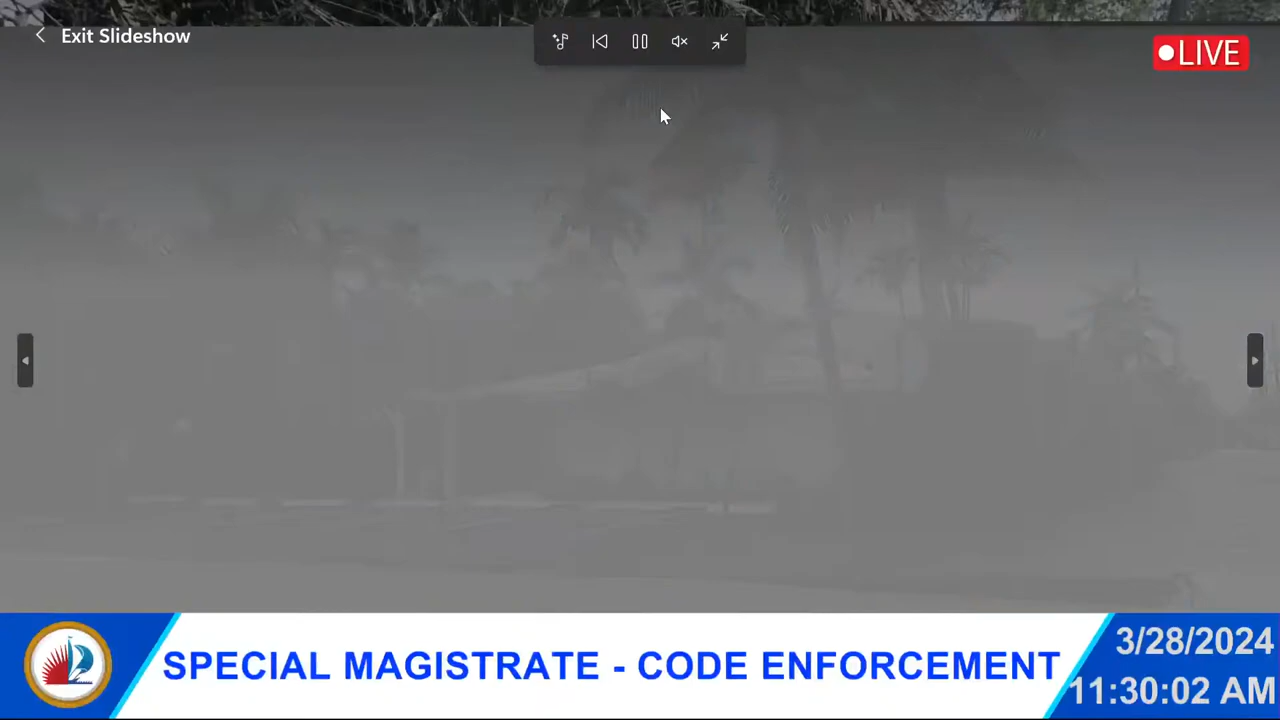 Exit Slideshow
LIVE
SPECIAL MAGISTRATE - CODE ENFORCEMENT
3/28/2024
11:30:02 AM